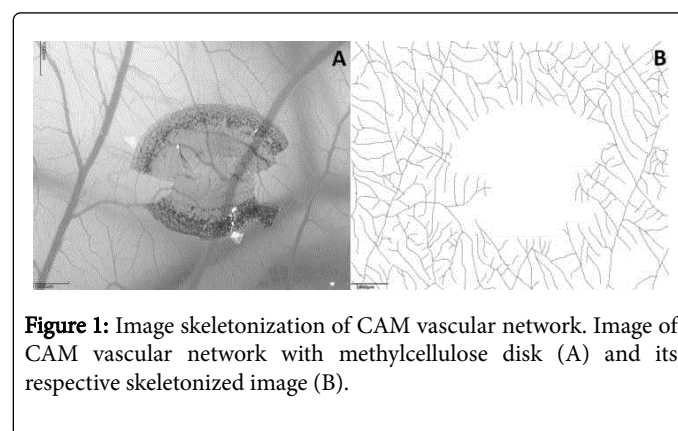 A
B
Figure 1: Image skeletonization of CAM vascular network. Image of
CAM vascular network with methylcellulose disk (A) and its
respective skeletonized image (B).